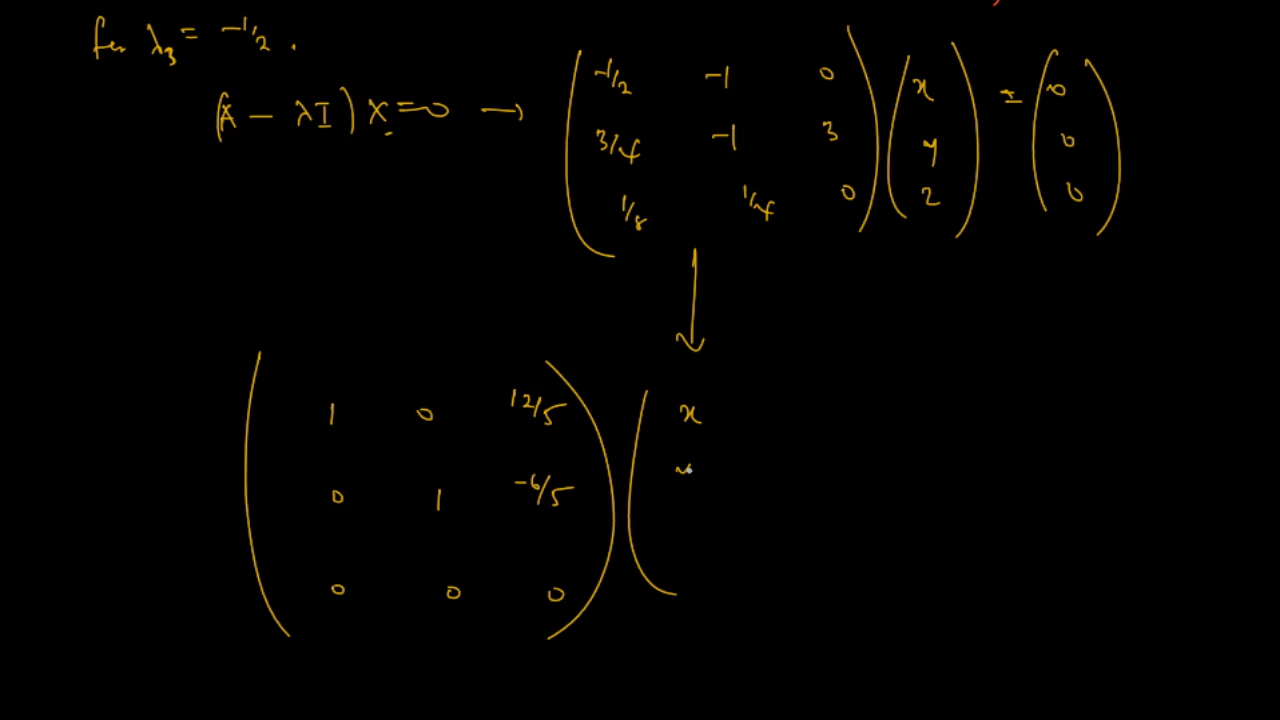 for λ₃ = -1/2 .
(A - λI) X = 0 → ( -1/2 -1 0 ) ( x ) = ( 0 )
( 3/4 -1 3 ) ( y ) ( 0 )
( 1/8 1/4 0 ) ( z ) ( 0 )
↓
( 1 0 12/5 ) ( x
( 0 1 -6/5 ) (
( 0 0 0 ) (